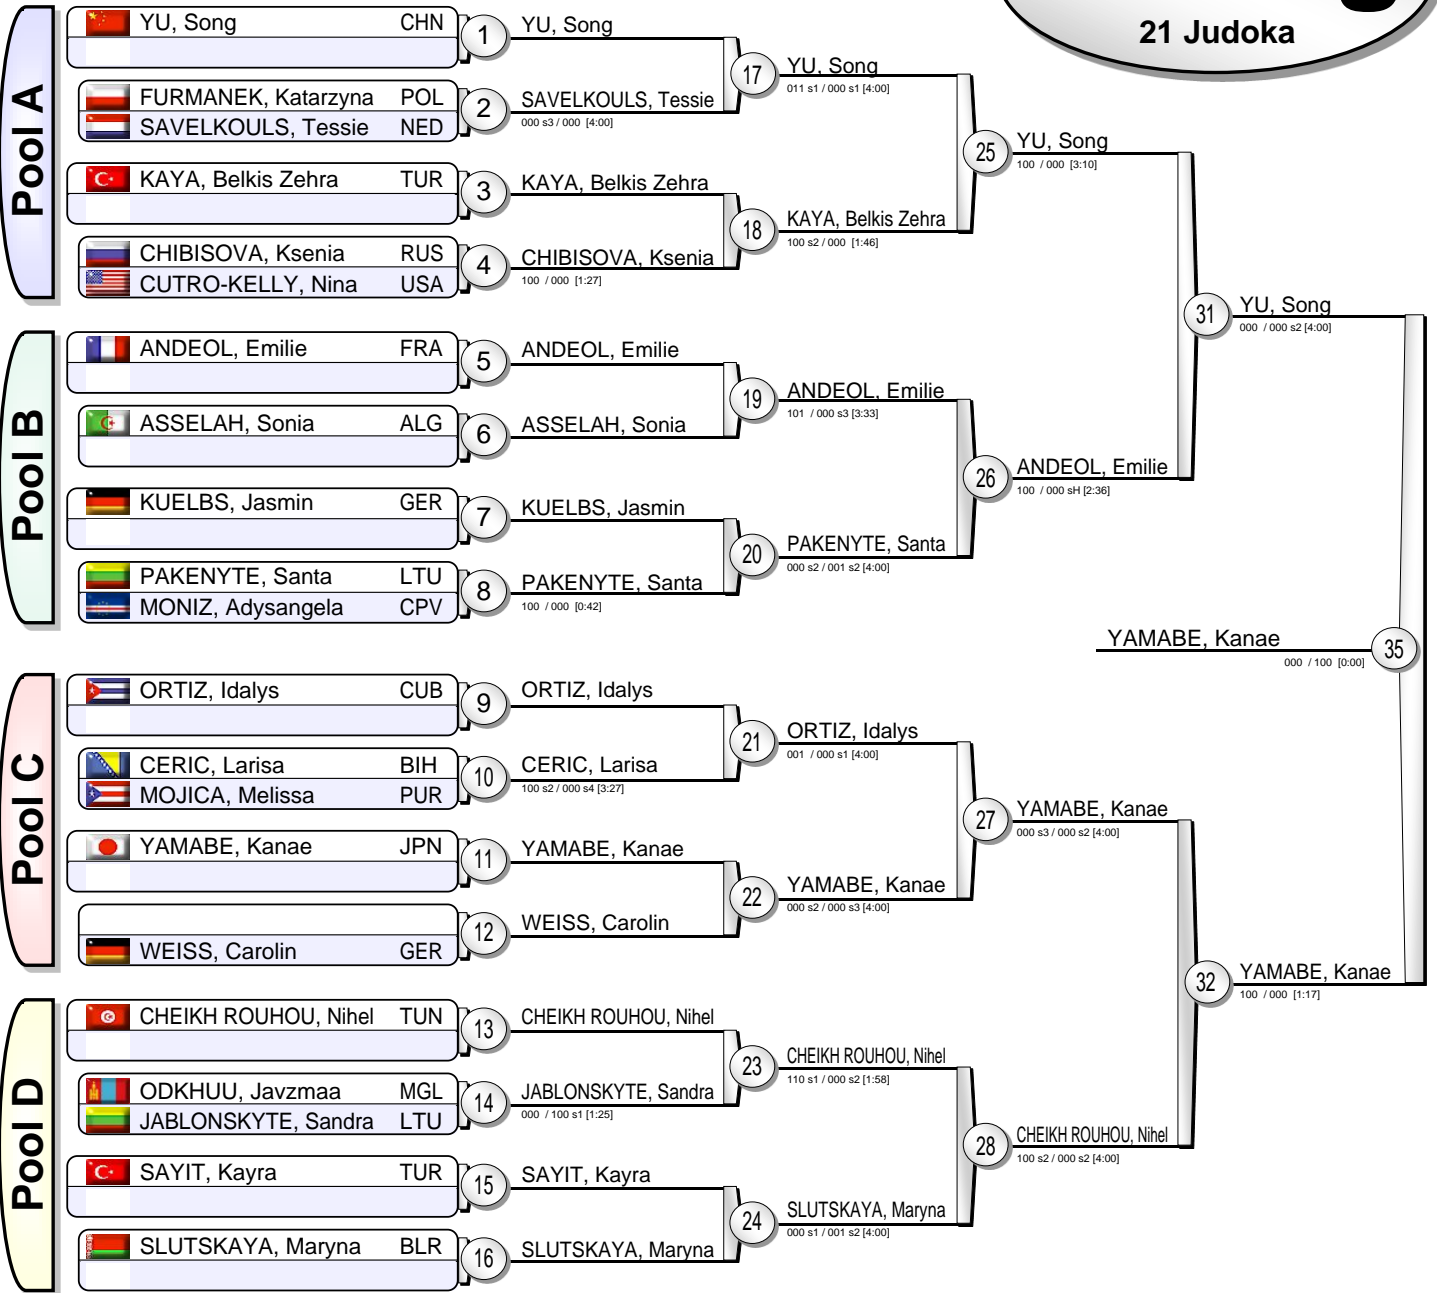 21 Judoka
Pool A
YU, Song CHN
1
YU, Song
FURMANEK, Katarzyna POL
SAVELKOULS, Tessie NED
2
SAVELKOULS, Tessie
000 s3 / 000 [4:00]
17
YU, Song
011 s1 / 000 s1 [4:00]
KAYA, Belkis Zehra TUR
3
KAYA, Belkis Zehra
CHIBISOVA, Ksenia RUS
CUTRO-KELLY, Nina USA
4
CHIBISOVA, Ksenia
100 / 000 [1:27]
18
KAYA, Belkis Zehra
100 s2 / 000 [1:46]
25
YU, Song
100 / 000 [3:10]
Pool B
ANDEOL, Emilie FRA
5
ANDEOL, Emilie
ASSELAH, Sonia ALG
6
ASSELAH, Sonia
19
ANDEOL, Emilie
101 / 000 s3 [3:33]
KUELBS, Jasmin GER
7
KUELBS, Jasmin
PAKENYTE, Santa LTU
MONIZ, Adysangela CPV
8
PAKENYTE, Santa
100 / 000 [0:42]
20
PAKENYTE, Santa
000 s2 / 001 s2 [4:00]
26
ANDEOL, Emilie
100 / 000 sH [2:36]
31
YU, Song
000 / 000 s2 [4:00]
YAMABE, Kanae
000 / 100 [0:00]
35
Pool C
ORTIZ, Idalys CUB
9
ORTIZ, Idalys
CERIC, Larisa BIH
MOJICA, Melissa PUR
10
CERIC, Larisa
100 s2 / 000 s4 [3:27]
21
ORTIZ, Idalys
001 / 000 s1 [4:00]
YAMABE, Kanae JPN
11
YAMABE, Kanae
WEISS, Carolin GER
12
WEISS, Carolin
22
YAMABE, Kanae
000 s2 / 000 s3 [4:00]
27
YAMABE, Kanae
000 s3 / 000 s2 [4:00]
Pool D
CHEIKH ROUHOU, Nihel TUN
13
CHEIKH ROUHOU, Nihel
ODKHUU, Javzmaa MGL
JABLONSKYTE, Sandra LTU
14
JABLONSKYTE, Sandra
000 / 100 s1 [1:25]
23
CHEIKH ROUHOU, Nihel
110 s1 / 000 s2 [1:58]
SAYIT, Kayra TUR
15
SAYIT, Kayra
SLUTSKAYA, Maryna BLR
16
SLUTSKAYA, Maryna
24
SLUTSKAYA, Maryna
000 s1 / 001 s2 [4:00]
28
CHEIKH ROUHOU, Nihel
100 s2 / 000 s2 [4:00]
32
YAMABE, Kanae
100 / 000 [1:17]